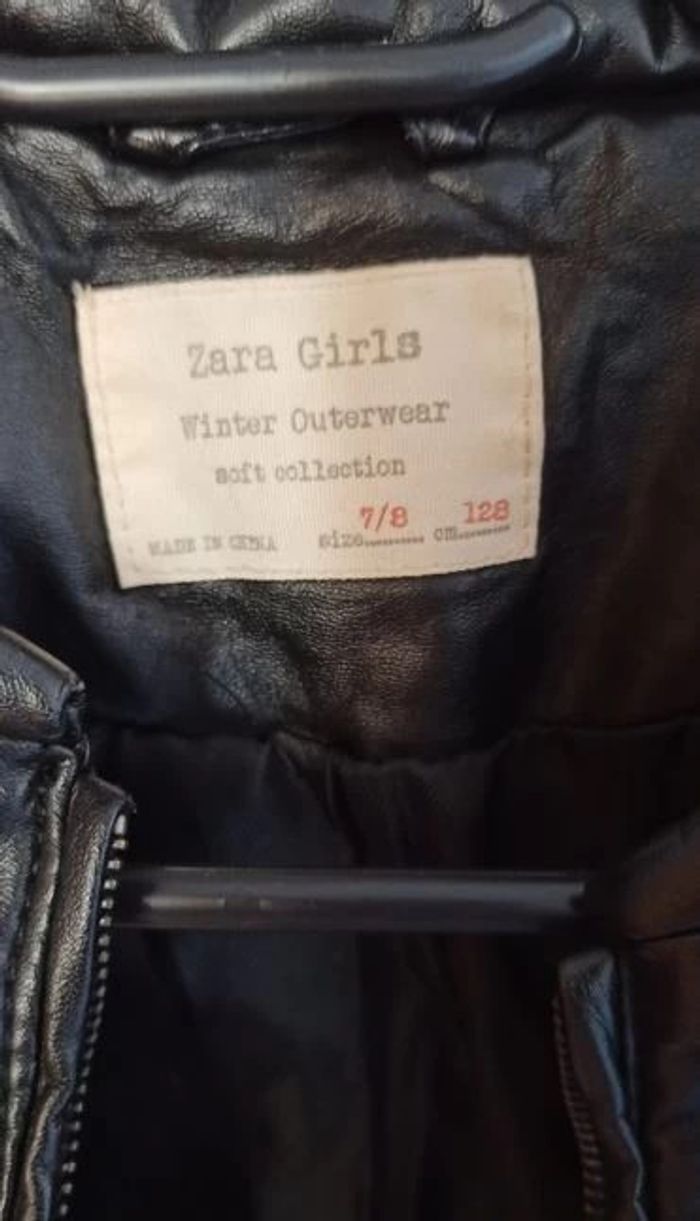 Zara Girls
Winter Outerwear
soft collection
7/8 128
MADE IN CHINA size.......... cm.........